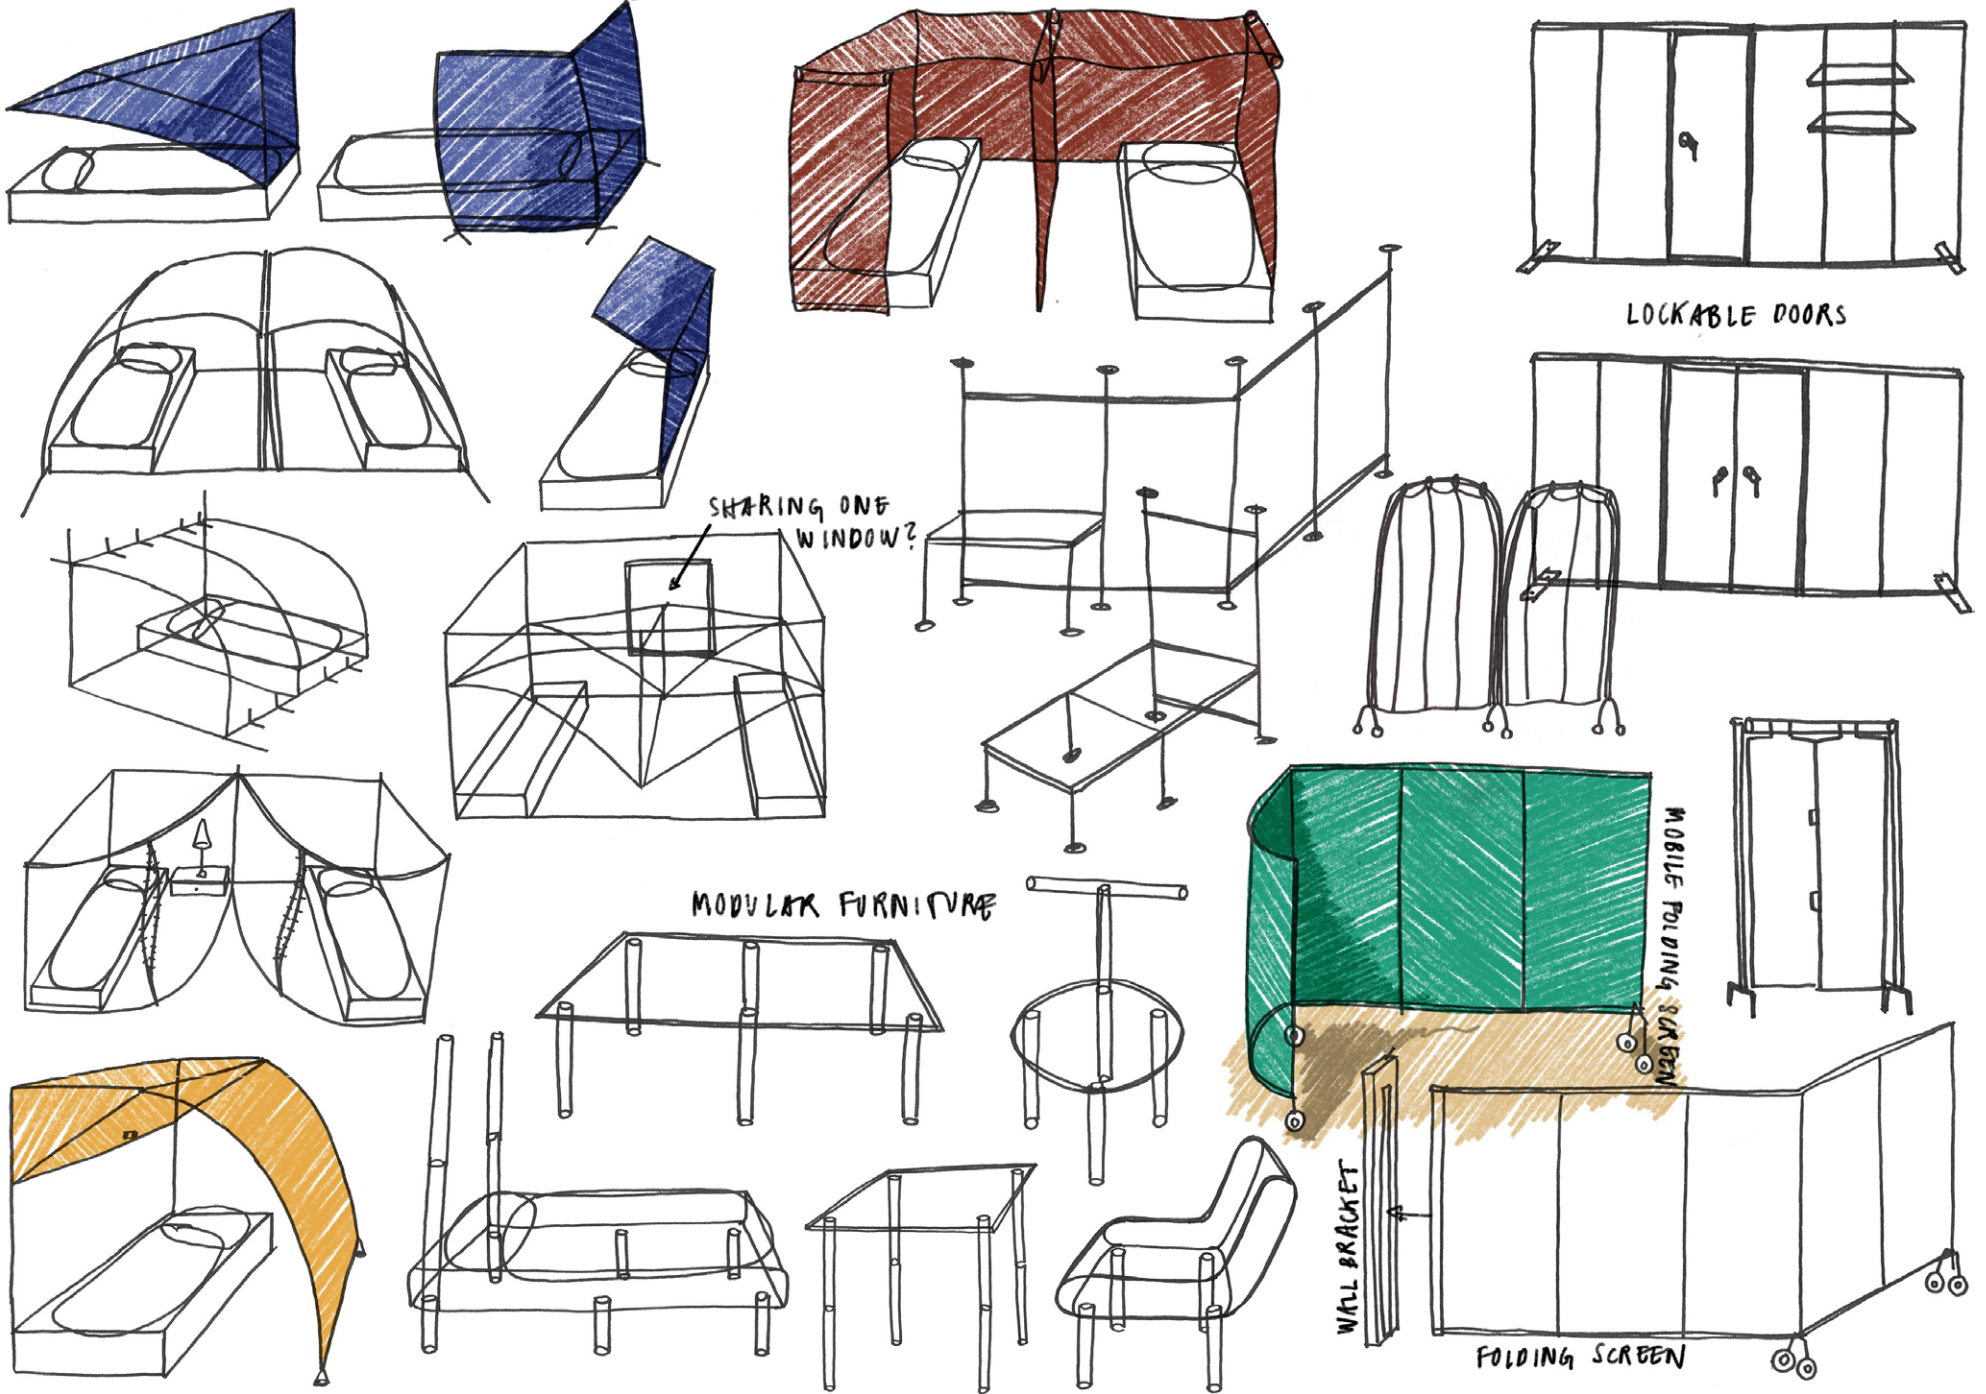 LOCKABLE DOORS
SHARING ONE
WINDOW?
MODULAR FURNITURE
MOBILE FOLDING SCREEN
WALL BRACKET
FOLDING SCREEN